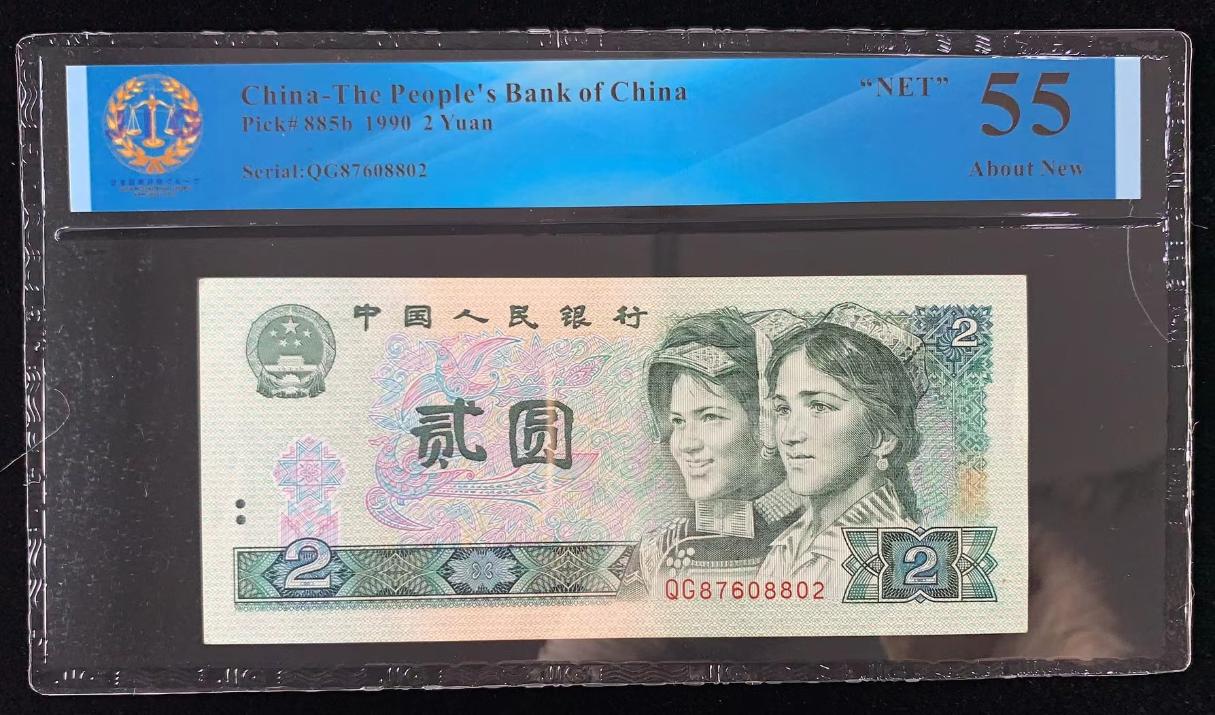 China-The People's Bank of China
Pick# 885b 1990 2 Yuan
Serial:QG87608802
“NET” 55
About New
中国人民银行
2
贰圆
2
2
QG87608802